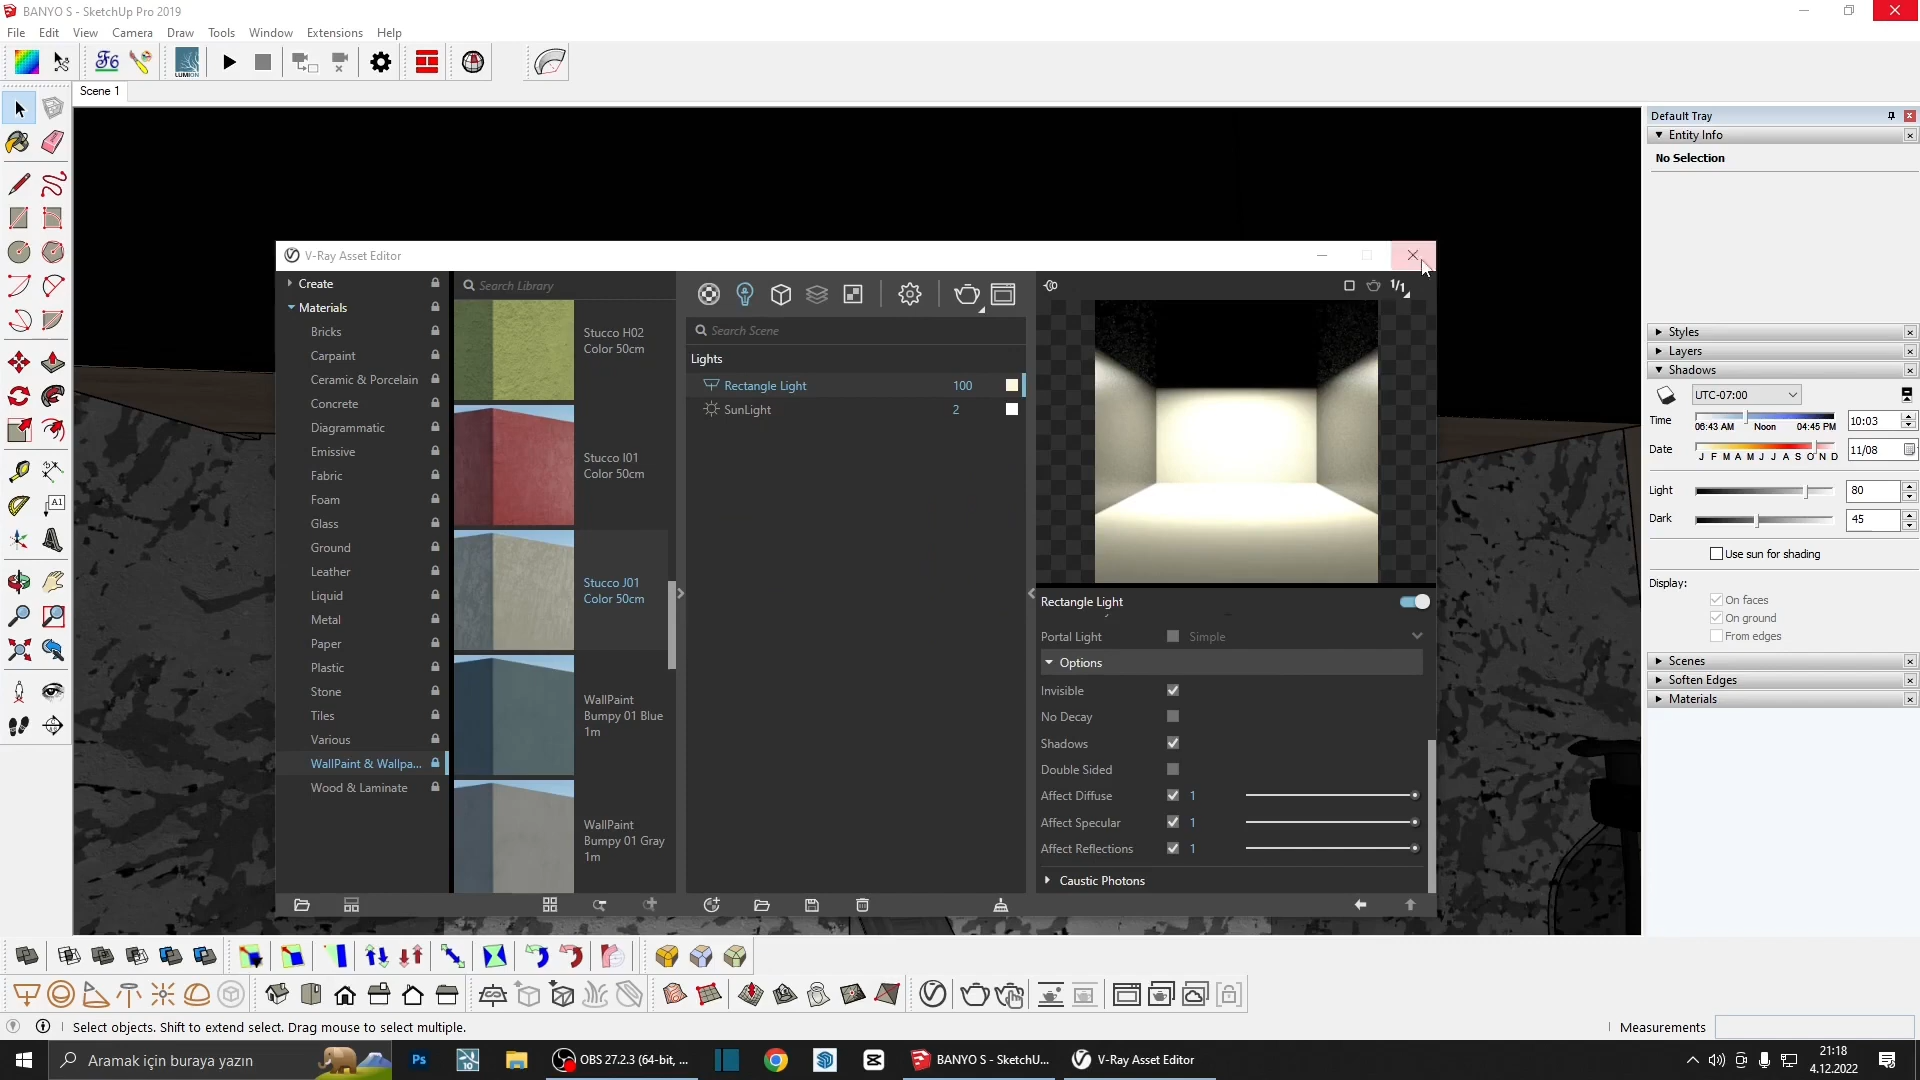 BANYO S - SketchUp Pro 2019
File Edit View Camera Draw Tools Window Extensions Help
LUMION
Scene 1
Default Tray
Entity Info
No Selection
V-Ray Asset Editor
Create
Materials
Bricks
Carpaint
Ceramic & Porcelain
Concrete
Diagrammatic
Emissive
Fabric
Foam
Glass
Ground
Leather
Liquid
Metal
Paper
Plastic
Stone
Tiles
Various
WallPaint & Wallpa...
Wood & Laminate
Search Library
Stucco H02
Color 50cm
Stucco I01
Color 50cm
Stucco J01
Color 50cm
WallPaint
Bumpy 01 Blue
1m
WallPaint
Bumpy 01 Gray
1m
Search Scene
Lights
Rectangle Light 100
SunLight 2
1/1
Rectangle Light
Portal Light Simple
Options
Invisible
No Decay
Shadows
Double Sided
Affect Diffuse 1
Affect Specular 1
Affect Reflections 1
Caustic Photons
Styles
Layers
Shadows
UTC-07:00
Time 06:43 AM Noon 04:45 PM 10:03
Date J F M A M J J A S O N D 11/08
Light 80
Dark 45
Use sun for shading
Display:
On faces
On ground
From edges
Scenes
Soften Edges
Materials
A1
Select objects. Shift to extend select. Drag mouse to select multiple.
Measurements
Aramak için buraya yazın
Ps
10
OBS 27.2.3 (64-bit, ...
BANYO S - SketchU...
V-Ray Asset Editor
21:18
4.12.2022